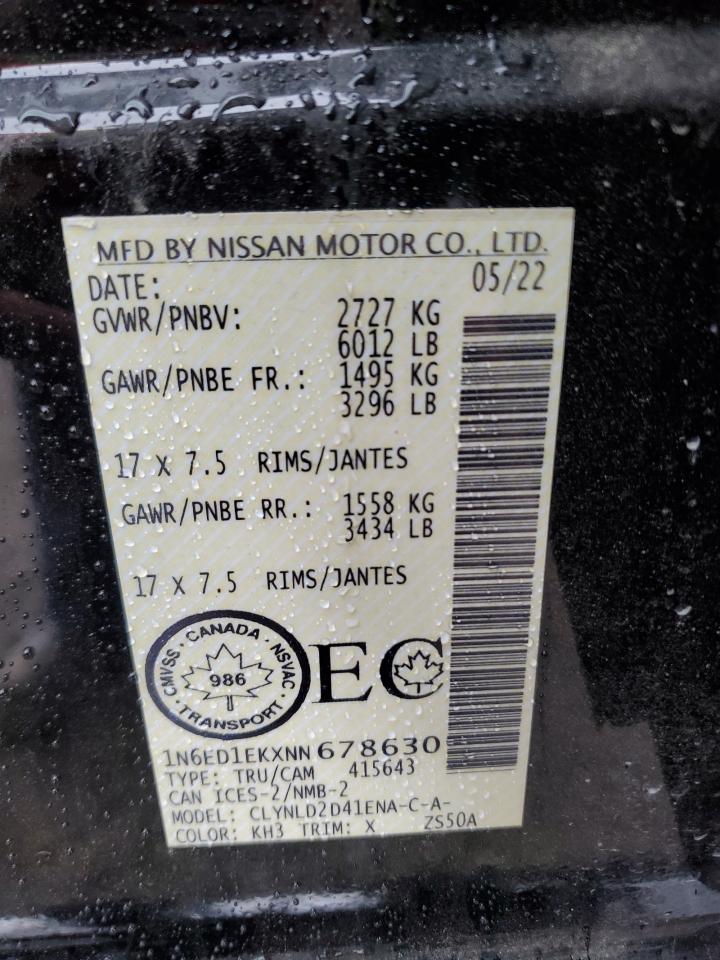 MFD BY NISSAN MOTOR CO., LTD.
DATE: 05/22
GVWR/PNBV: 2727 KG
6012 LB
GAWR/PNBE FR.: 1495 KG
3296 LB
17 X 7.5 RIMS/JANTES
GAWR/PNBE RR.: 1558 KG
3434 LB
17 X 7.5 RIMS/JANTES
CMVSS · CANADA · NSVAC
986
· TRANSPORT ·
EC
1N6ED1EKXNN678630
TYPE: TRU/CAM 415643
CAN ICES-2/NMB-2
MODEL: CLYNLD2D41ENA-C-A-
COLOR: KH3 TRIM: X ZS50A